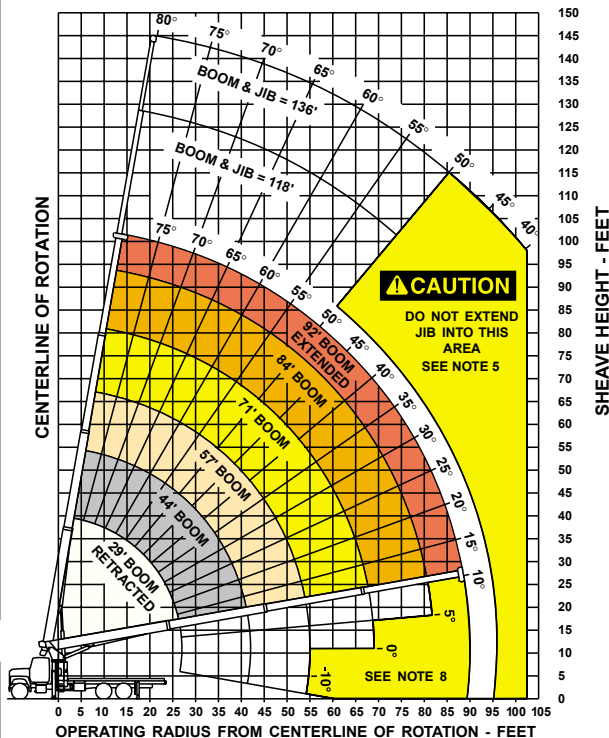 80°
75°
70°
65°
60°
55°
50°
45°
40°
BOOM & JIB = 136'
BOOM & JIB = 118'
75°
70°
65°
60°
55°
50°
45°
40°
35°
30°
25°
20°
15°
10°
5°
0°
-10°
92' BOOM
EXTENDED
84' BOOM
71' BOOM
57' BOOM
44' BOOM
29' BOOM
RETRACTED
CAUTION
DO NOT EXTEND
JIB INTO THIS
AREA
SEE NOTE 5
SEE NOTE 8
CENTERLINE OF ROTATION
150
145
140
135
130
125
120
115
110
105
100
95
90
85
80
75
70
65
60
55
50
45
40
35
30
25
20
15
10
5
0
SHEAVE HEIGHT - FEET
0 5 10 15 20 25 30 35 40 45 50 55 60 65 70 75 80 85 90 95 100 105
OPERATING RADIUS FROM CENTERLINE OF ROTATION - FEET